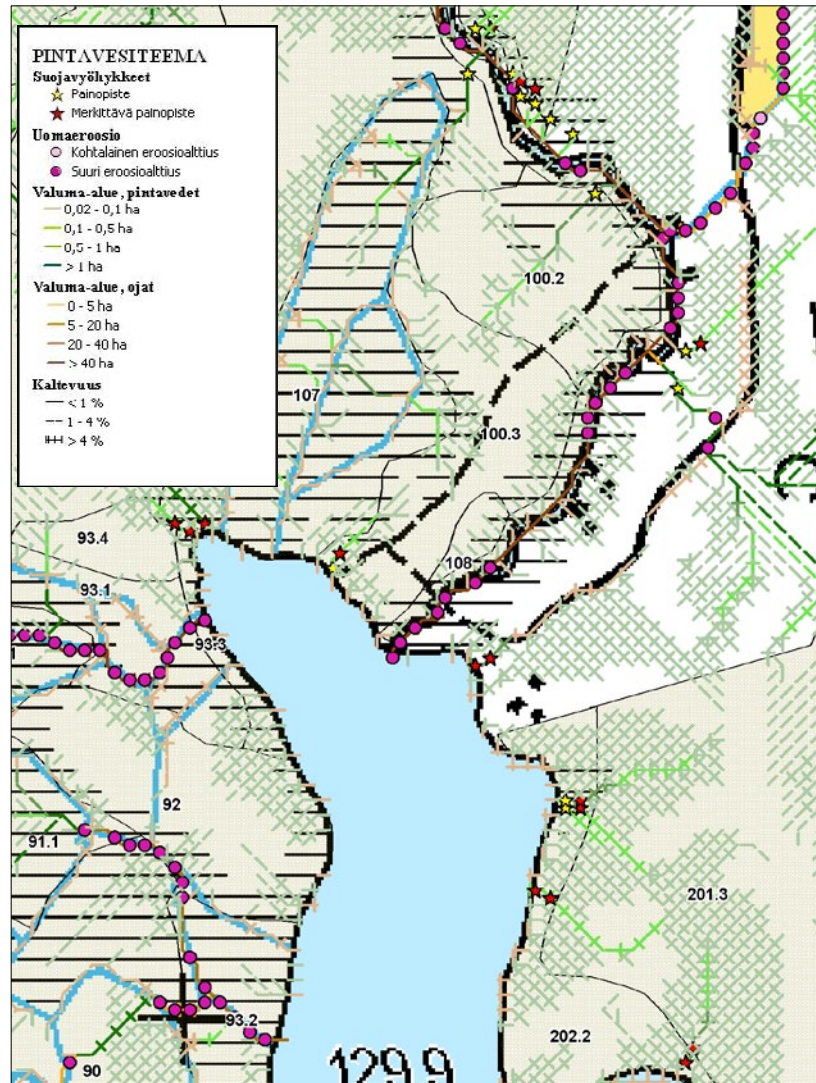 PINTAVESITEEMA
Suojavyöhykkeet
Painopiste
Merkittävä painopiste
Uomaeroosio
Kohtalainen eroosioalttius
Suuri eroosioalttius
Valuma-alue, pintavedet
0,02 - 0,1 ha
0,1 - 0,5 ha
0,5 - 1 ha
> 1 ha
Valuma-alue, ojat
0 - 5 ha
5 - 20 ha
20 - 40 ha
> 40 ha
Kaltevuus
< 1 %
1 - 4 %
> 4 %
100.2
107
100.3
93.4
108
93.1
93.3
92
91.1
201.3
93.2
202.2
90
129.9